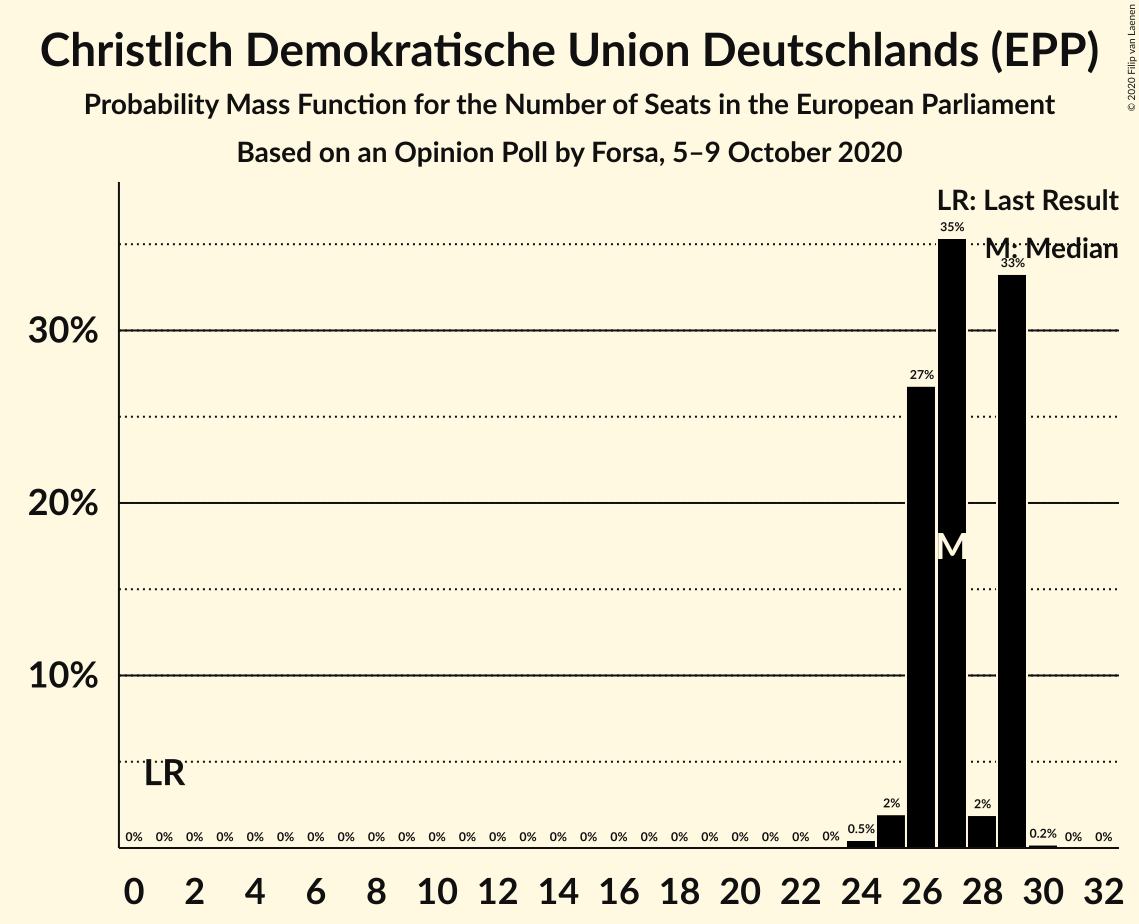 Christlich Demokratische Union Deutschlands (EPP)
Probability Mass Function for the Number of Seats in the European Parliament
Based on an Opinion Poll by Forsa, 5–9 October 2020
© 2020 Filip van Laenen
LR: Last Result
M: Median
35%
33%
30%
27%
20%
M
10%
LR
0% 0% 0% 0% 0% 0% 0% 0% 0% 0% 0% 0% 0% 0% 0% 0% 0% 0% 0% 0% 0% 0% 0% 0% 0.5% 2% 2% 0.2% 0% 0%
0 2 4 6 8 10 12 14 16 18 20 22 24 26 28 30 32